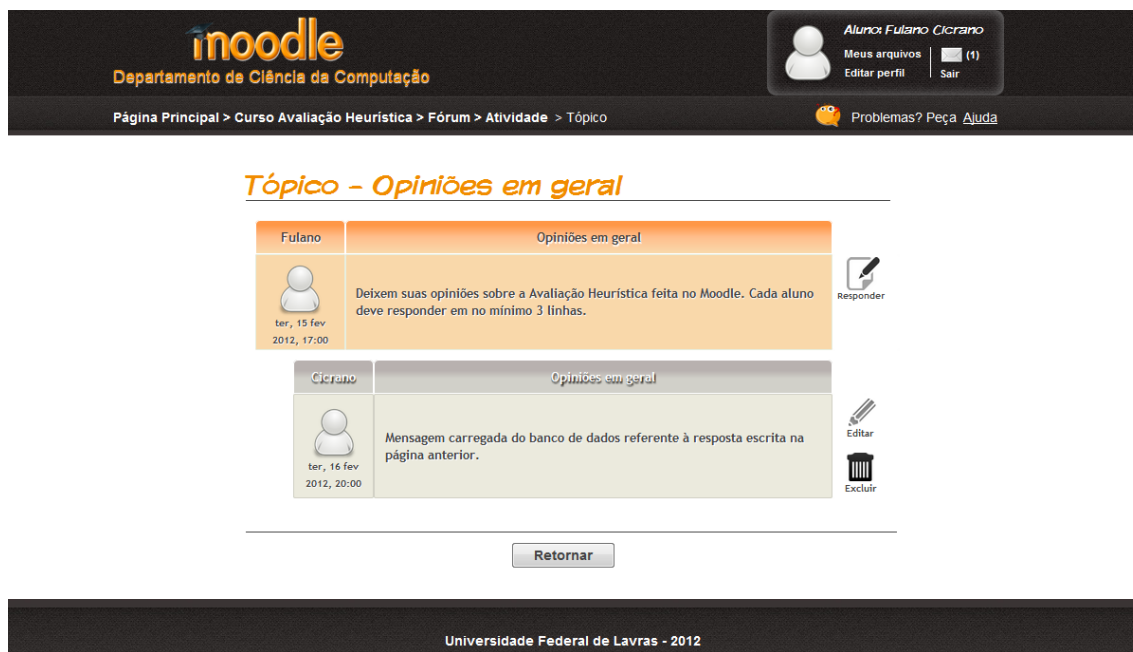 moodle
Departamento de Ciência da Computação
Aluno: Fulano Cicrano
Meus arquivos (1)
Editar perfil Sair
Página Principal > Curso Avaliação Heurística > Fórum > Atividade > Tópico
Problemas? Peça Ajuda
Tópico - Opiniões em geral
Fulano
Opiniões em geral
ter, 15 fev
2012, 17:00
Deixem suas opiniões sobre a Avaliação Heurística feita no Moodle. Cada aluno
deve responder em no mínimo 3 linhas.
Responder
Cicrano
Opiniões em geral
ter, 16 fev
2012, 20:00
Mensagem carregada do banco de dados referente à resposta escrita na
página anterior.
Editar
Excluir
Retornar
Universidade Federal de Lavras - 2012